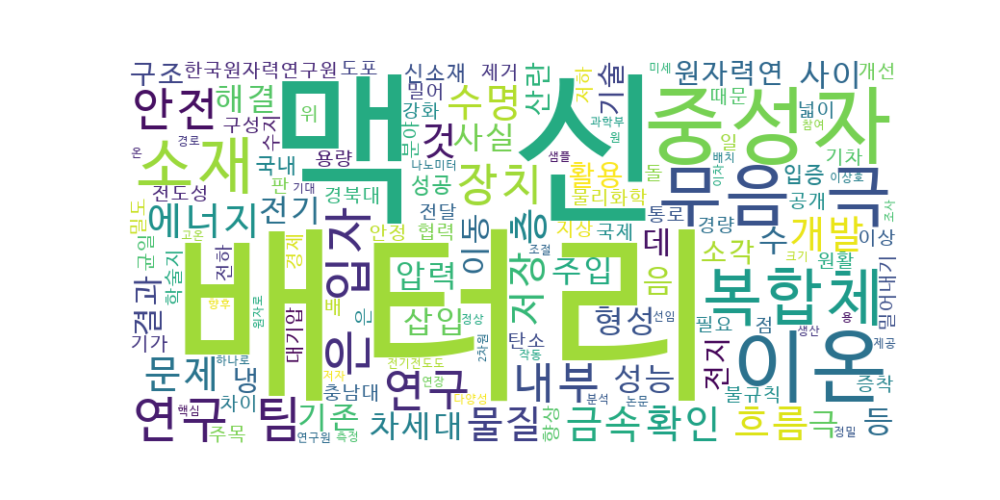 구조
한국원자력연구원
도포
신소재
제거
미세
원자력연
사이
개선
안전
해결
맥
신
위
밀어
강화
수명
산란
기술
저하
때문
넓이
중성자
구성
수지
분야
것
사실
과학부
원
일
참여
온
경로
소재
국내
용량
나노미터
샘플
돌
배치
기차
전도성
판
기대
경북대
성공
장치
활용
물리화학
입증
이차
이상호
무음극
공개
조사
밀도
에너지
전기
입자
전달
층
통로
경량
데
수
개발
이상
고온
균일
안정
협력
이동
지상
국제
조절
소각
크기
원활
학술지
전하
경제
압력
저장
주입
음
복합체
밀어내기
결과
향후
원자로
배터리
대기압
배
은
은
삽입
정상
형성
선임
필요
점
생산
용
이온
기가
탄소
전지
제공
문제
하나로
냉
저자
전기전도도
2차원
작동
증착
차이
충남대
연구
연장
내부
성능
불규칙
연구
핵심
팀
기존
다양성
분석
논문
주목
차세대
물질
향상
금속
확인
흐름
극
정밀
등
연구원
측정